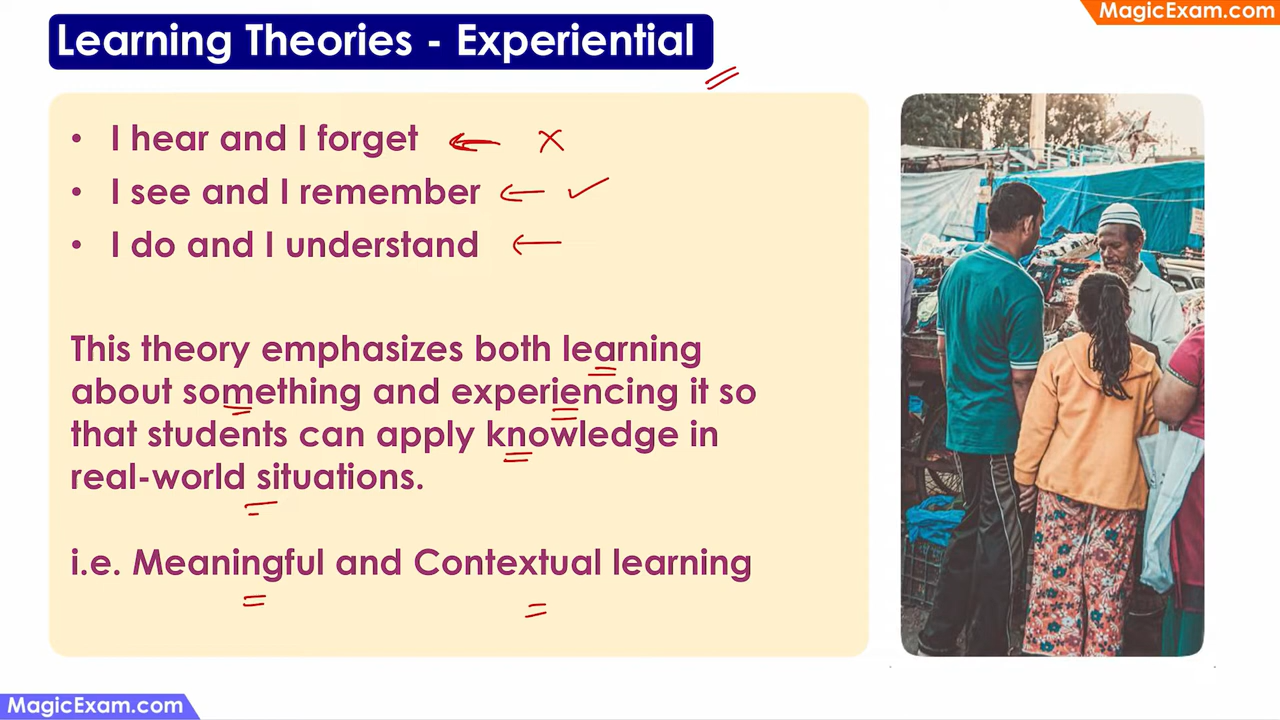 MagicExam.com
Learning Theories - Experiential
• I hear and I forget
• I see and I remember
• I do and I understand
This theory emphasizes both learning
about something and experiencing it so
that students can apply knowledge in
real-world situations.
i.e. Meaningful and Contextual learning
MagicExam.com